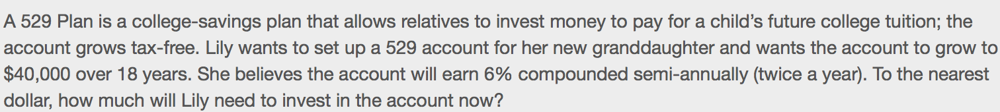 A 529 Plan is a college-savings plan that allows relatives to invest money to pay for a child’s future college tuition; the
account grows tax-free. Lily wants to set up a 529 account for her new granddaughter and wants the account to grow to
$40,000 over 18 years. She believes the account will earn 6% compounded semi-annually (twice a year). To the nearest
dollar, how much will Lily need to invest in the account now?